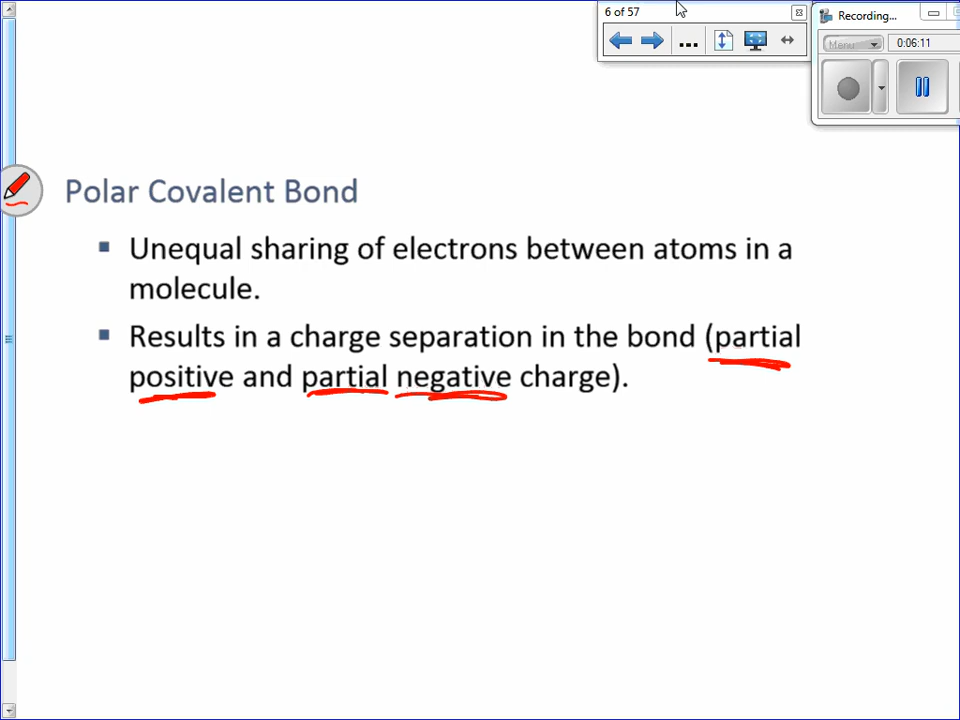 6 of 57
Recording...
Menu
0:06:11
Polar Covalent Bond
Unequal sharing of electrons between atoms in a
molecule.
Results in a charge separation in the bond (partial
positive and partial negative charge).